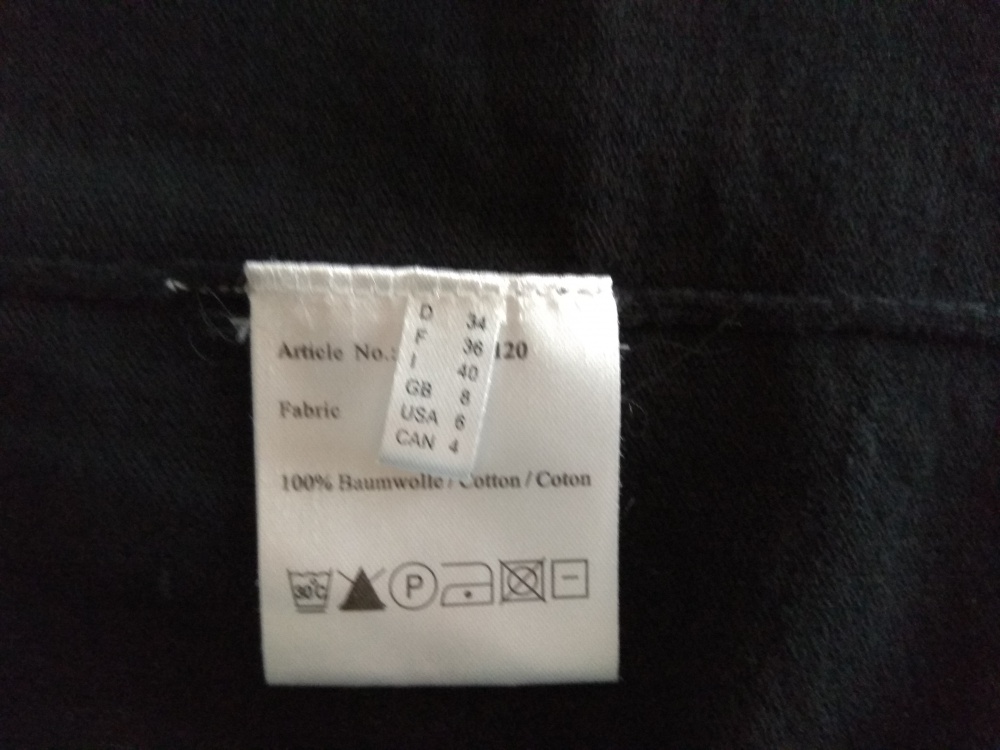 D 34
F 36
I 40
GB 8
USA 6
CAN 4
Article No.: 120
Fabric
100% Baumwolle / Cotton / Coton
30°C P